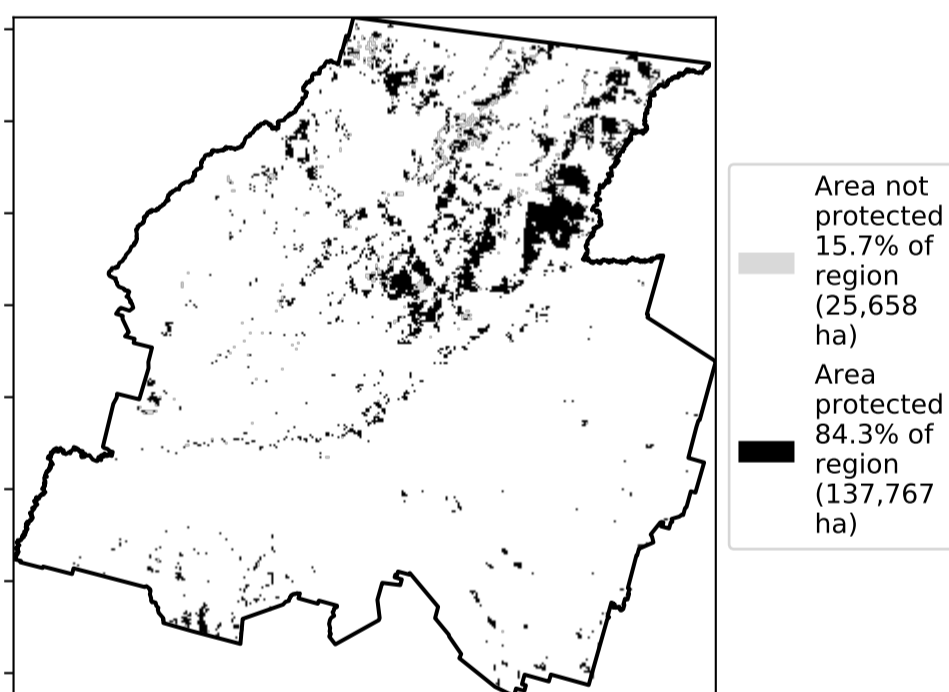 Area not
protected
15.7% of
region
(25,658
ha)
Area
protected
84.3% of
region
(137,767
ha)